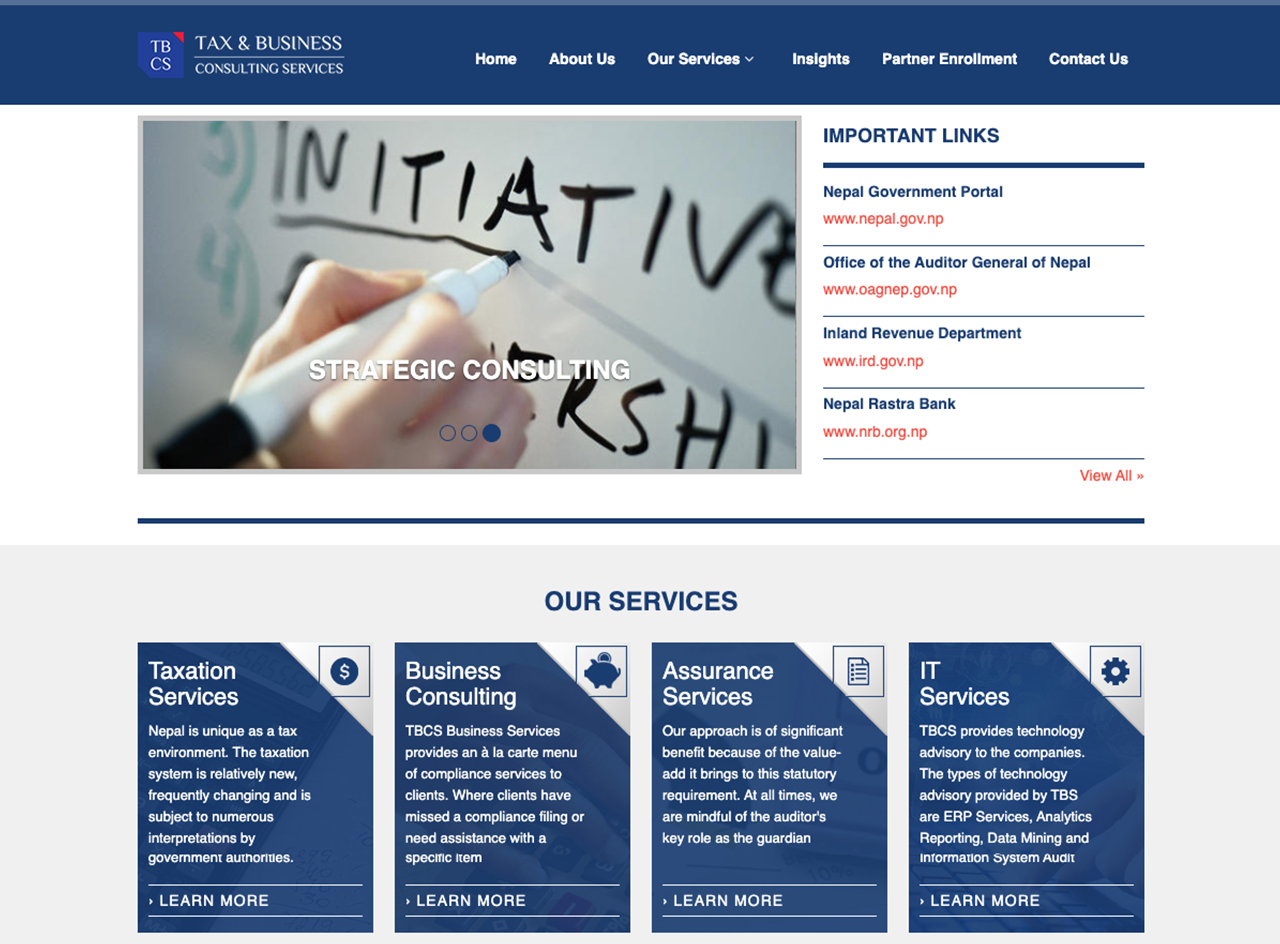 TB
CS
TAX & BUSINESS
CONSULTING SERVICES
Home
About Us
Our Services
Insights
Partner Enrollment
Contact Us
INITIATIVE
STRATEGIC CONSULTING
IMPORTANT LINKS
Nepal Government Portal
www.nepal.gov.np
Office of the Auditor General of Nepal
www.oagnep.gov.np
Inland Revenue Department
www.ird.gov.np
Nepal Rastra Bank
www.nrb.org.np
View All »
OUR SERVICES
Taxation
Services
Nepal is unique as a tax
environment. The taxation
system is relatively new,
frequently changing and is
subject to numerous
interpretations by
government authorities.
› LEARN MORE
Business
Consulting
TBCS Business Services
provides an à la carte menu
of compliance services to
clients. Where clients have
missed a compliance filing or
need assistance with a
specific item
› LEARN MORE
Assurance
Services
Our approach is of significant
benefit because of the value-
add it brings to this statutory
requirement. At all times, we
are mindful of the auditor's
key role as the guardian
› LEARN MORE
IT
Services
TBCS provides technology
advisory to the companies.
The types of technology
advisory provided by TBS
are ERP Services, Analytics
Reporting, Data Mining and
Information System Audit
› LEARN MORE